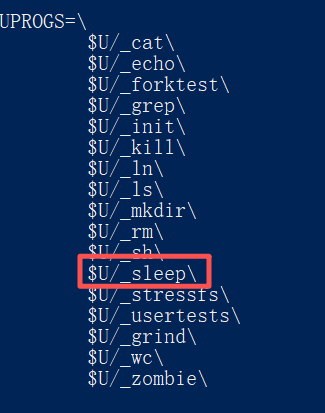 UPROGS=\
$U/_cat\
$U/_echo\
$U/_forktest\
$U/_grep\
$U/_init\
$U/_kill\
$U/_ln\
$U/_ls\
$U/_mkdir\
$U/_rm\
$U/_sh\
$U/_sleep\
$U/_stressfs\
$U/_usertests\
$U/_grind\
$U/_wc\
$U/_zombie\